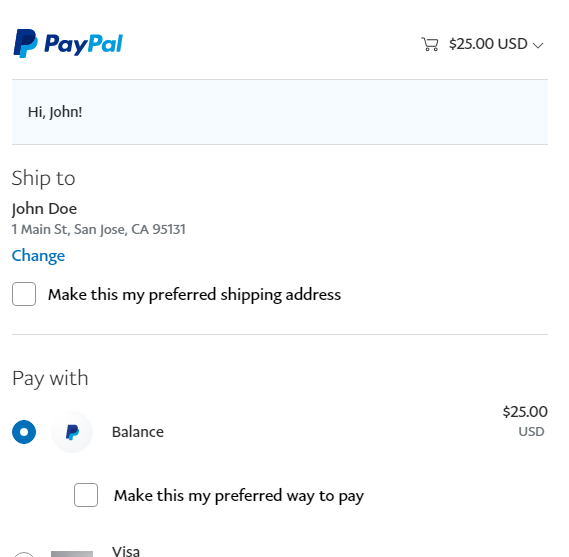 PayPal
$25.00 USD
Hi, John!
Ship to
John Doe
1 Main St, San Jose, CA 95131
Change
Make this my preferred shipping address
Pay with
$25.00
Balance
USD
Make this my preferred way to pay
Visa